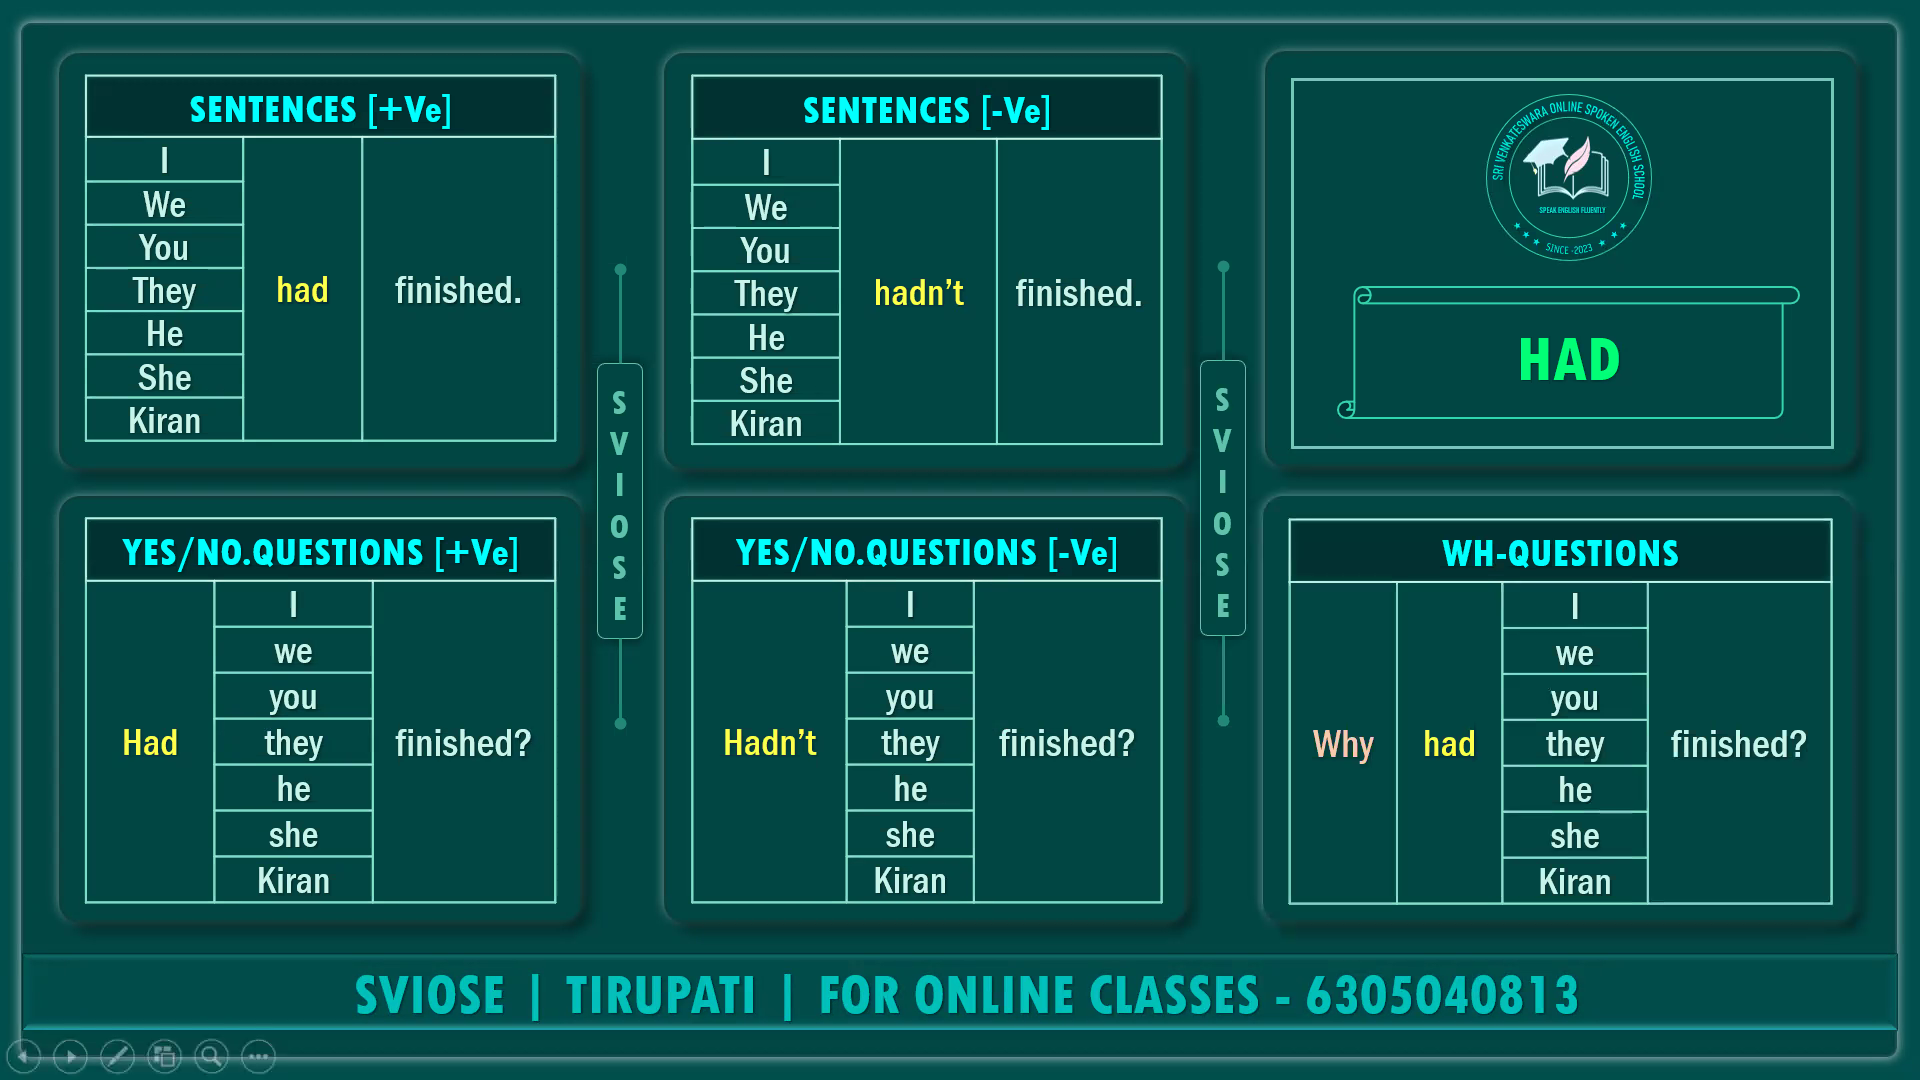 SENTENCES [+Ve]
I
We
You
They
He
She
Kiran
had
finished.
SENTENCES [-Ve]
I
We
You
They
He
She
Kiran
hadn't
finished.
SRI VENKATESWARA ONLINE SPOKEN ENGLISH SCHOOL
SPEAK ENGLISH FLUENTLY
SINCE -2023
HAD
SVIOSE
SVIOSE
YES/NO.QUESTIONS [+Ve]
Had
I
we
you
they
he
she
Kiran
finished?
YES/NO.QUESTIONS [-Ve]
Hadn't
I
we
you
they
he
she
Kiran
finished?
WH-QUESTIONS
Why
had
I
we
you
they
he
she
Kiran
finished?
SVIOSE | TIRUPATI | FOR ONLINE CLASSES - 6305040813